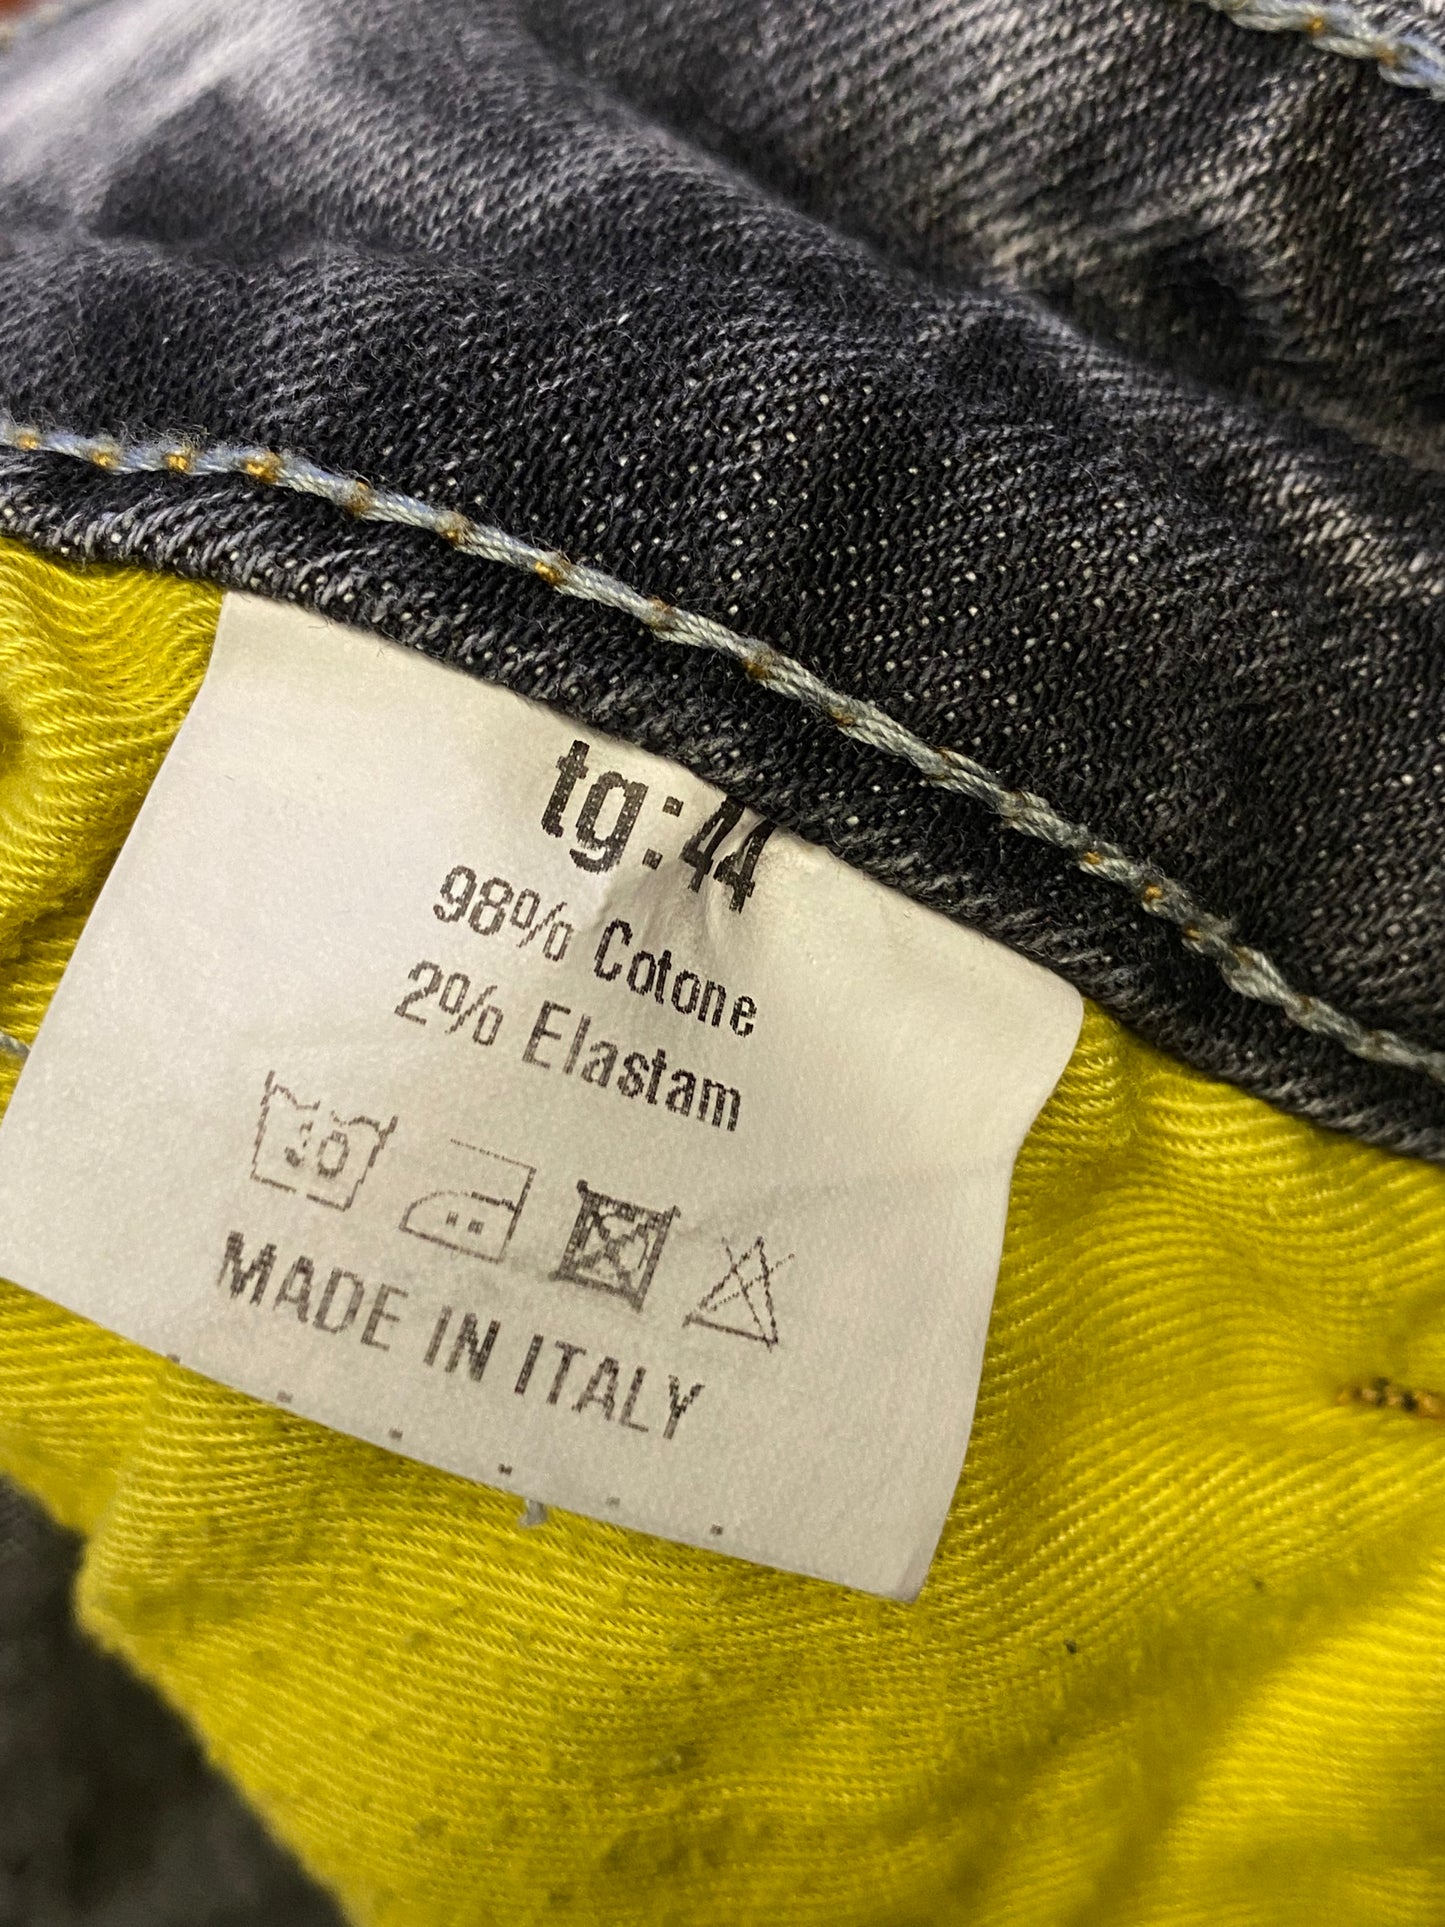 tg:44
98% Cotone
2% Elastam
30
MADE IN ITALY